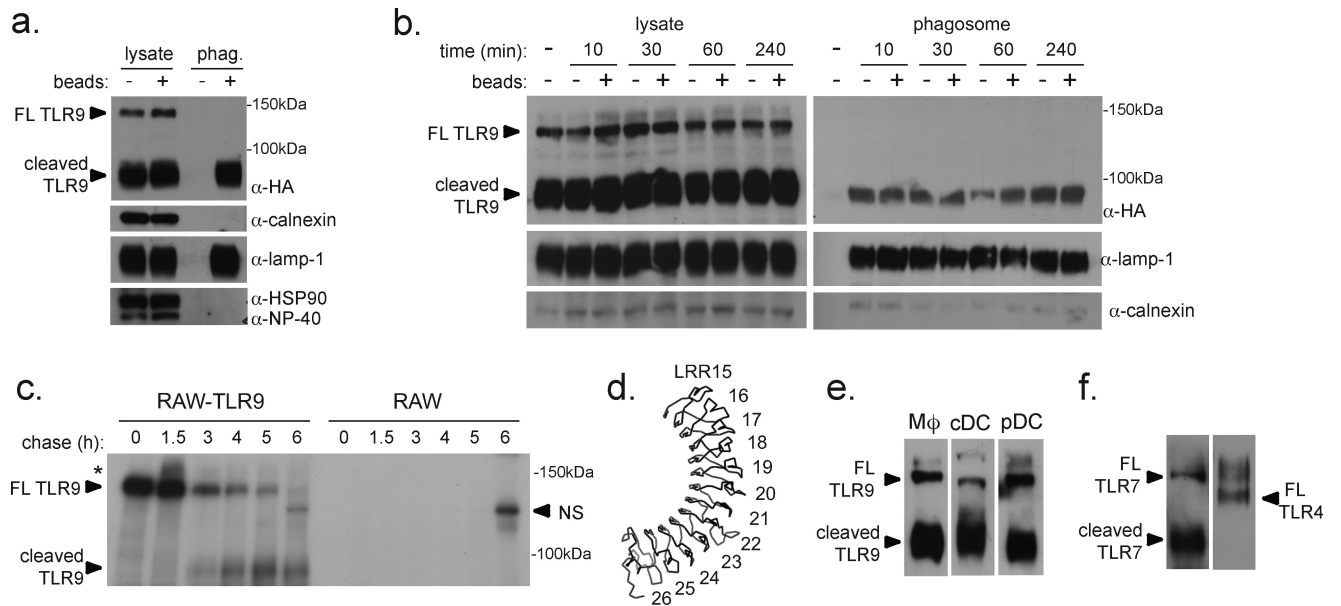 a.
lysate phag.
beads: - + - +
-150kDa
FL TLR9
-100kDa
cleaved
TLR9
α-HA
α-calnexin
α-lamp-1
α-HSP90
α-NP-40
b.
lysate phagosome
time (min): - 10 30 60 240 - 10 30 60 240
beads: - + - + - + - + - + - + - + - +
-150kDa
FL TLR9
-100kDa
cleaved
TLR9
α-HA
α-lamp-1
α-calnexin
c.
RAW-TLR9 RAW
chase (h): 0 1.5 3 4 5 6 0 1.5 3 4 5 6
*
-150kDa
FL TLR9
NS
-100kDa
cleaved
TLR9
d.
LRR15
16
17
18
19
20
21
22
23
24
25
26
e.
Mφ cDC pDC
FL
TLR9
cleaved
TLR9
f.
FL
TLR7
FL
TLR4
cleaved
TLR7